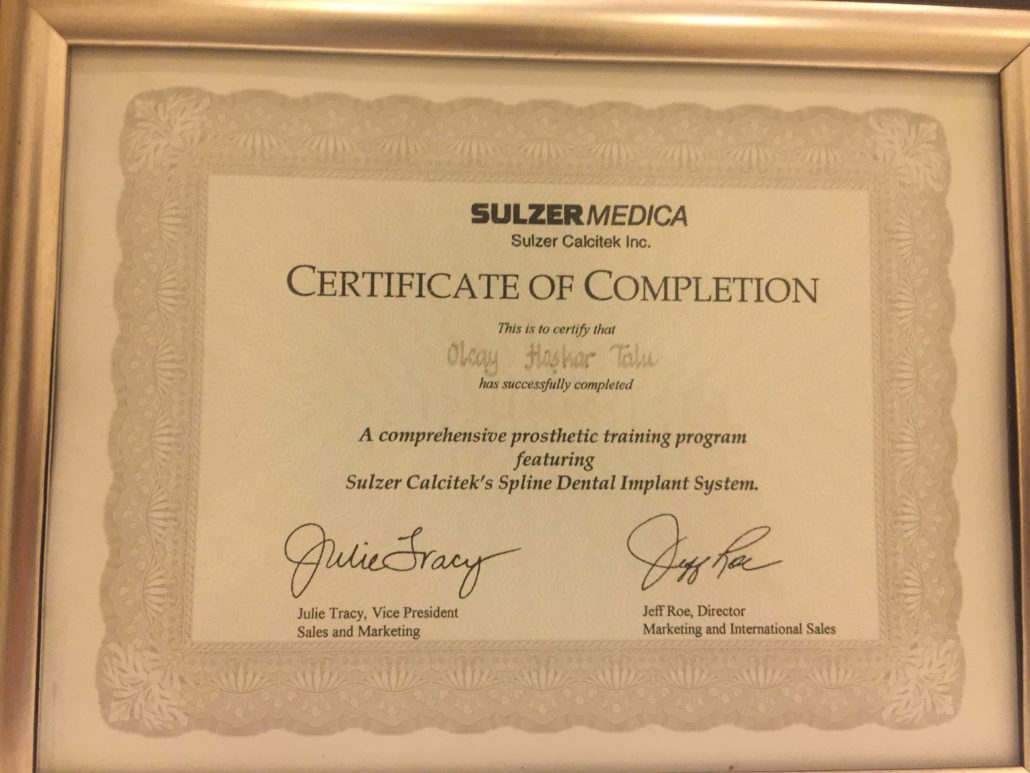 SULZERMEDICA
Sulzer Calcitek Inc.
CERTIFICATE OF COMPLETION
This is to certify that
Olcay Hoşkar Talu
has successfully completed
A comprehensive prosthetic training program
featuring
Sulzer Calcitek's Spline Dental Implant System.
Julie Tracy Jeff Roe
Julie Tracy, Vice President
Sales and Marketing
Jeff Roe, Director
Marketing and International Sales